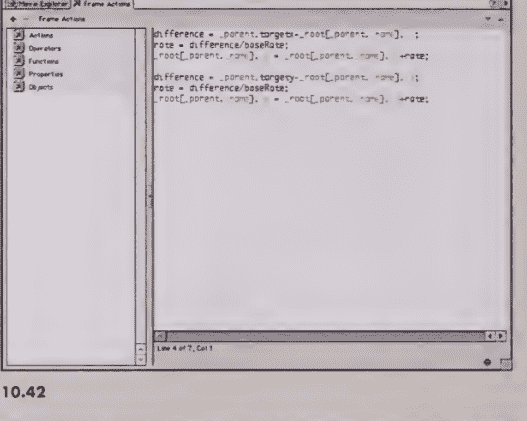 Movie Explorer Frame Actions
+ − Frame Actions
Actions
Operators
Functions
Properties
Objects
difference = _parent.targetx-_root[_parent. name]. ;
rate = difference/baseRate;
_root[_parent. name]. = _root[_parent. name]. +rate;
difference = _parent.targety-_root[_parent. name]. ;
rate = difference/baseRate;
_root[_parent. name]. = _root[_parent. name]. +rate;
Line 4 of 7, Col 1
10.42